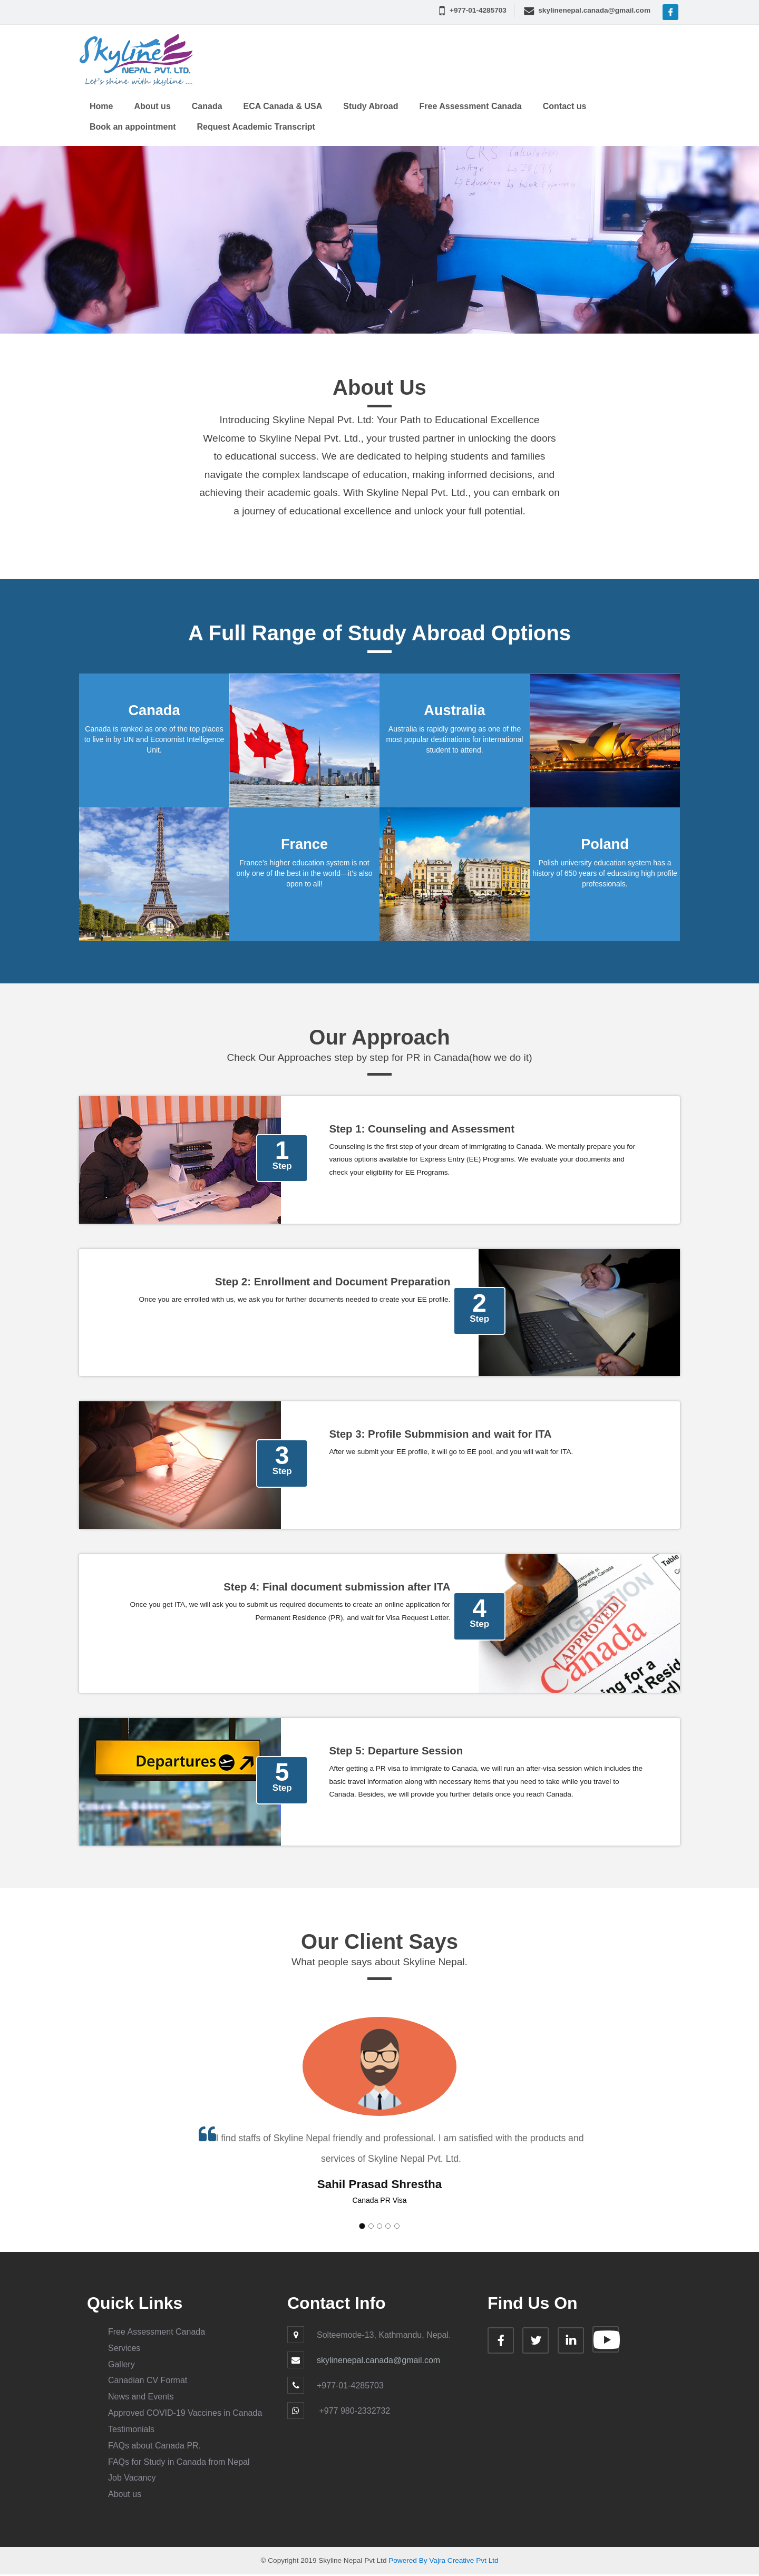 +977-01-4285703 skylinenepal.canada@gmail.com
Skyline
NEPAL PVT. LTD.
Let's shine with skyline ....
Home About us Canada ECA Canada & USA Study Abroad Free Assessment Canada Contact us
Book an appointment Request Academic Transcript
CRS Calculation
Education
About Us
Introducing Skyline Nepal Pvt. Ltd: Your Path to Educational Excellence
Welcome to Skyline Nepal Pvt. Ltd., your trusted partner in unlocking the doors
to educational success. We are dedicated to helping students and families
navigate the complex landscape of education, making informed decisions, and
achieving their academic goals. With Skyline Nepal Pvt. Ltd., you can embark on
a journey of educational excellence and unlock your full potential.
A Full Range of Study Abroad Options
Canada
Canada is ranked as one of the top places
to live in by UN and Economist Intelligence
Unit.
Australia
Australia is rapidly growing as one of the
most popular destinations for international
student to attend.
France
France's higher education system is not
only one of the best in the world—it's also
open to all!
Poland
Polish university education system has a
history of 650 years of educating high profile
professionals.
Our Approach
Check Our Approaches step by step for PR in Canada(how we do it)
1
Step
Step 1: Counseling and Assessment
Counseling is the first step of your dream of immigrating to Canada. We mentally prepare you for
various options available for Express Entry (EE) Programs. We evaluate your documents and
check your eligibility for EE Programs.
Step 2: Enrollment and Document Preparation
Once you are enrolled with us, we ask you for further documents needed to create your EE profile.
2
Step
3
Step
Step 3: Profile Submmision and wait for ITA
After we submit your EE profile, it will go to EE pool, and you will wait for ITA.
Step 4: Final document submission after ITA
Once you get ITA, we will ask you to submit us required documents to create an online application for
Permanent Residence (PR), and wait for Visa Request Letter.
4
Step
IMMIGRATION
APPROVED
Canada
Departures
5
Step
Step 5: Departure Session
After getting a PR visa to immigrate to Canada, we will run an after-visa session which includes the
basic travel information along with necessary items that you need to take while you travel to
Canada. Besides, we will provide you further details once you reach Canada.
Our Client Says
What people says about Skyline Nepal.
I find staffs of Skyline Nepal friendly and professional. I am satisfied with the products and
services of Skyline Nepal Pvt. Ltd.
Sahil Prasad Shrestha
Canada PR Visa
Quick Links
Free Assessment Canada
Services
Gallery
Canadian CV Format
News and Events
Approved COVID-19 Vaccines in Canada
Testimonials
FAQs about Canada PR.
FAQs for Study in Canada from Nepal
Job Vacancy
About us
Contact Info
Solteemode-13, Kathmandu, Nepal.
skylinenepal.canada@gmail.com
+977-01-4285703
+977 980-2332732
Find Us On
© Copyright 2019 Skyline Nepal Pvt Ltd Powered By Vajra Creative Pvt Ltd